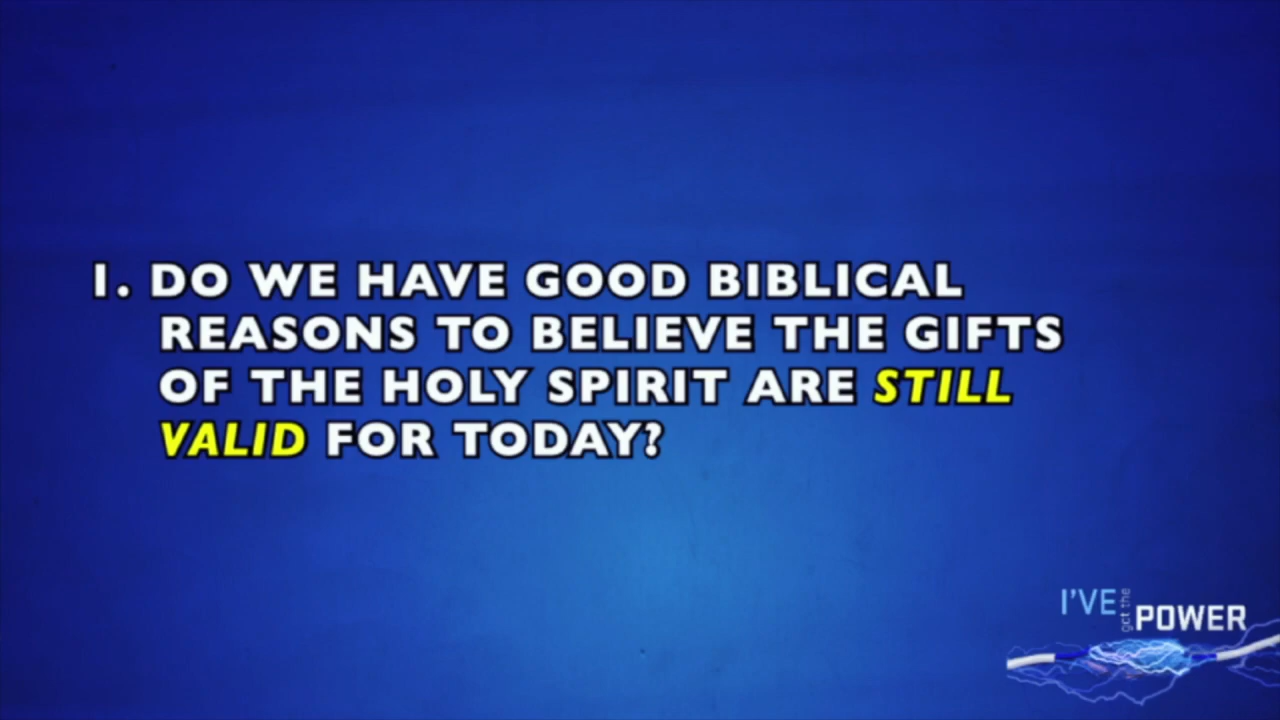 1. DO WE HAVE GOOD BIBLICAL
REASONS TO BELIEVE THE GIFTS
OF THE HOLY SPIRIT ARE STILL
VALID FOR TODAY?
I'VE got the POWER